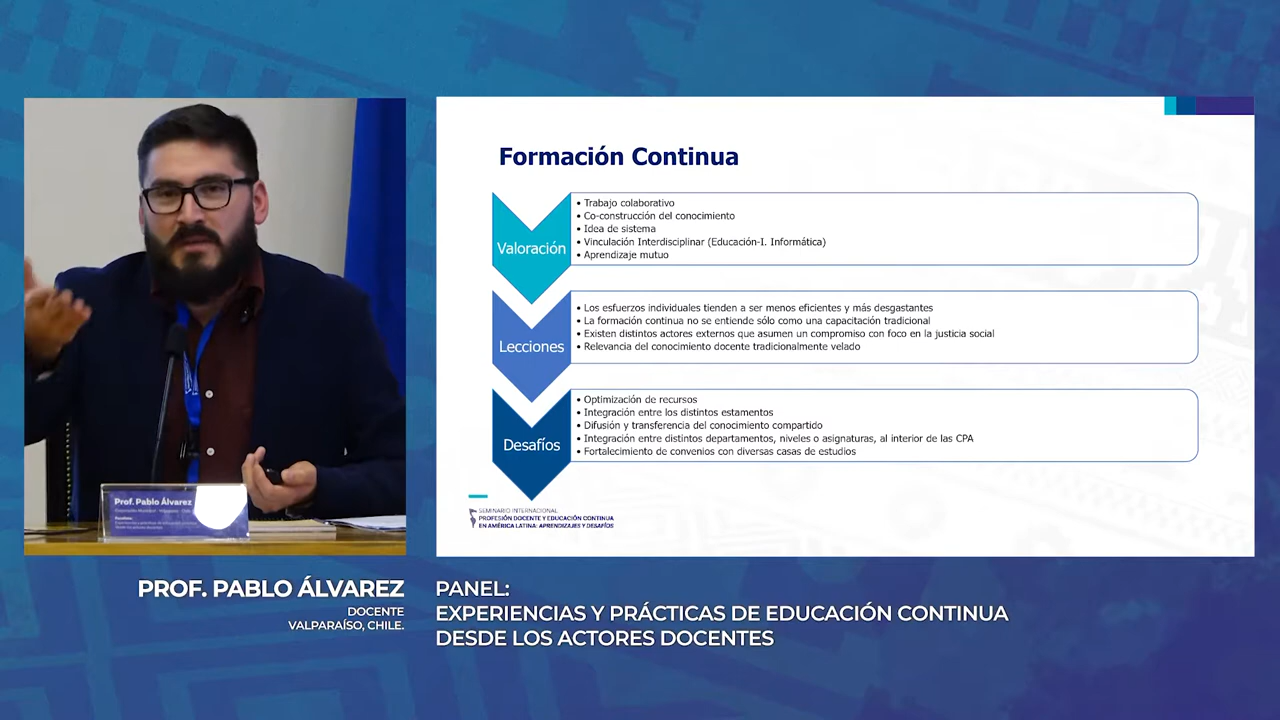 Formación Continua
Valoración
• Trabajo colaborativo
• Co-construcción del conocimiento
• Idea de sistema
• Vinculación Interdisciplinar (Educación-I. Informática)
• Aprendizaje mutuo
Lecciones
• Los esfuerzos individuales tienden a ser menos eficientes y más desgastantes
• La formación continua no se entiende sólo como una capacitación tradicional
• Existen distintos actores externos que asumen un compromiso con foco en la justicia social
• Relevancia del conocimiento docente tradicionalmente velado
Desafíos
• Optimización de recursos
• Integración entre los distintos estamentos
• Difusión y transferencia del conocimiento compartido
• Integración entre distintos departamentos, niveles o asignaturas, al interior de las CPA
• Fortalecimiento de convenios con diversas casas de estudios
SEMINARIO INTERNACIONAL
PROFESIÓN DOCENTE Y EDUCACIÓN CONTINUA
EN AMÉRICA LATINA: APRENDIZAJES Y DESAFÍOS
Prof. Pablo Álvarez
PROF. PABLO ÁLVAREZ
DOCENTE
VALPARAÍSO, CHILE.
PANEL:
EXPERIENCIAS Y PRÁCTICAS DE EDUCACIÓN CONTINUA
DESDE LOS ACTORES DOCENTES